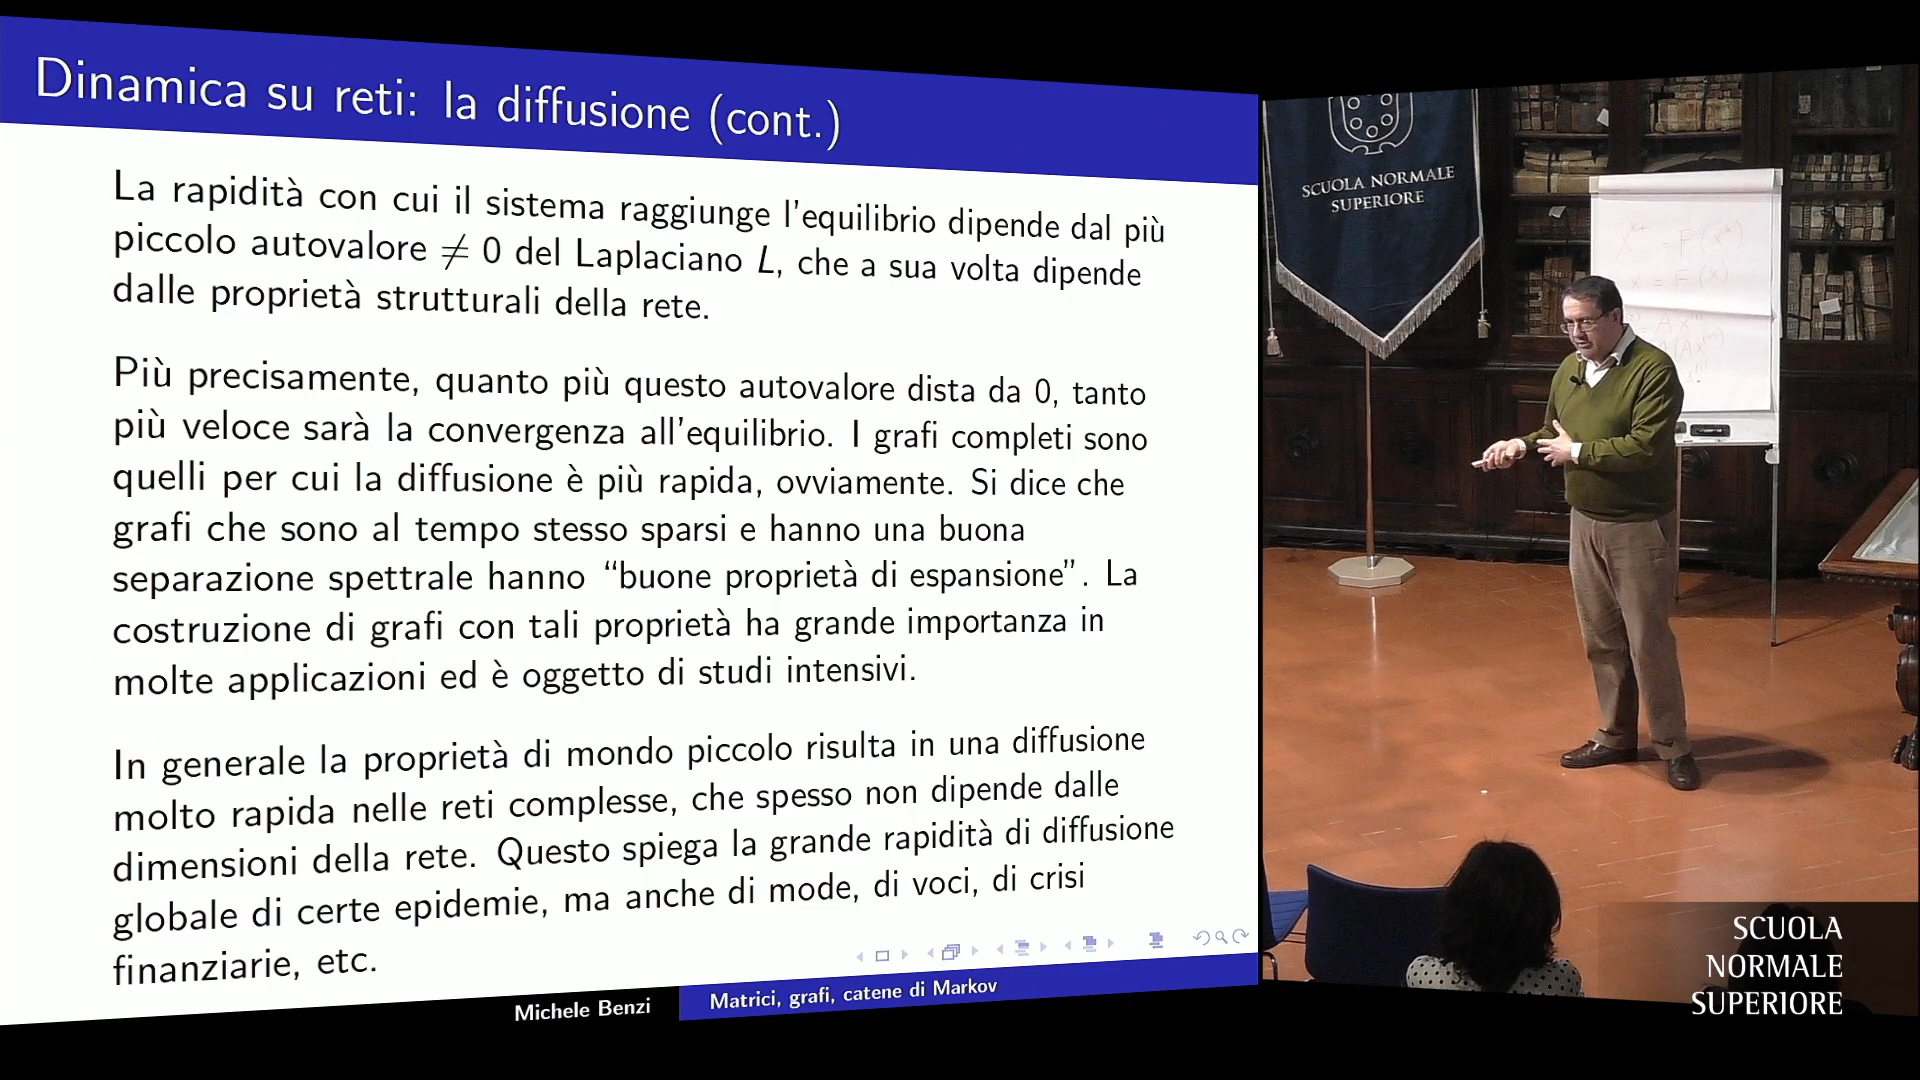 Dinamica su reti: la diffusione (cont.)
La rapidità con cui il sistema raggiunge l'equilibrio dipende dal più
piccolo autovalore ≠ 0 del Laplaciano L, che a sua volta dipende
dalle proprietà strutturali della rete.
Più precisamente, quanto più questo autovalore dista da 0, tanto
più veloce sarà la convergenza all'equilibrio. I grafi completi sono
quelli per cui la diffusione è più rapida, ovviamente. Si dice che
grafi che sono al tempo stesso sparsi e hanno una buona
separazione spettrale hanno “buone proprietà di espansione”. La
costruzione di grafi con tali proprietà ha grande importanza in
molte applicazioni ed è oggetto di studi intensivi.
In generale la proprietà di mondo piccolo risulta in una diffusione
molto rapida nelle reti complesse, che spesso non dipende dalle
dimensioni della rete. Questo spiega la grande rapidità di diffusione
globale di certe epidemie, ma anche di mode, di voci, di crisi
finanziarie, etc.
Michele Benzi
Matrici, grafi, catene di Markov
SCUOLA NORMALE
SUPERIORE
x = F (x)
SCUOLA
NORMALE
SUPERIORE